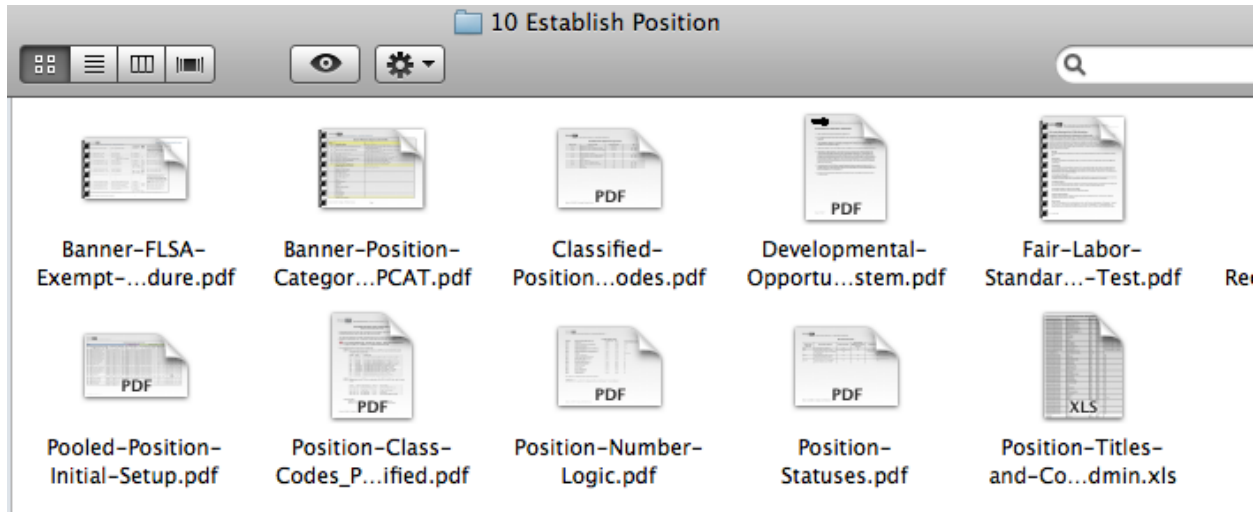 10 Establish Position
Banner-FLSA-
Exempt-...dure.pdf
Banner-Position-
Categor...PCAT.pdf
PDF
Classified-
Position...odes.pdf
PDF
Developmental-
Opportu...stem.pdf
Fair-Labor-
Standar...-Test.pdf
Rec
PDF
Pooled-Position-
Initial-Setup.pdf
PDF
Position-Class-
Codes_P...ified.pdf
PDF
Position-Number-
Logic.pdf
PDF
Position-
Statuses.pdf
XLS
Position-Titles-
and-Co...dmin.xls